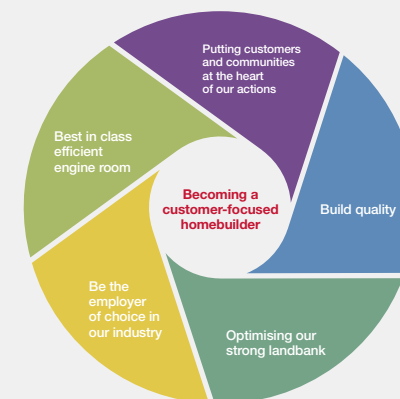 Putting customers
and communities
at the heart
of our actions
Best in class
efficient
engine room
Becoming a
customer-focused
homebuilder
Build quality
Be the
employer
of choice in
our industry
Optimising our
strong landbank